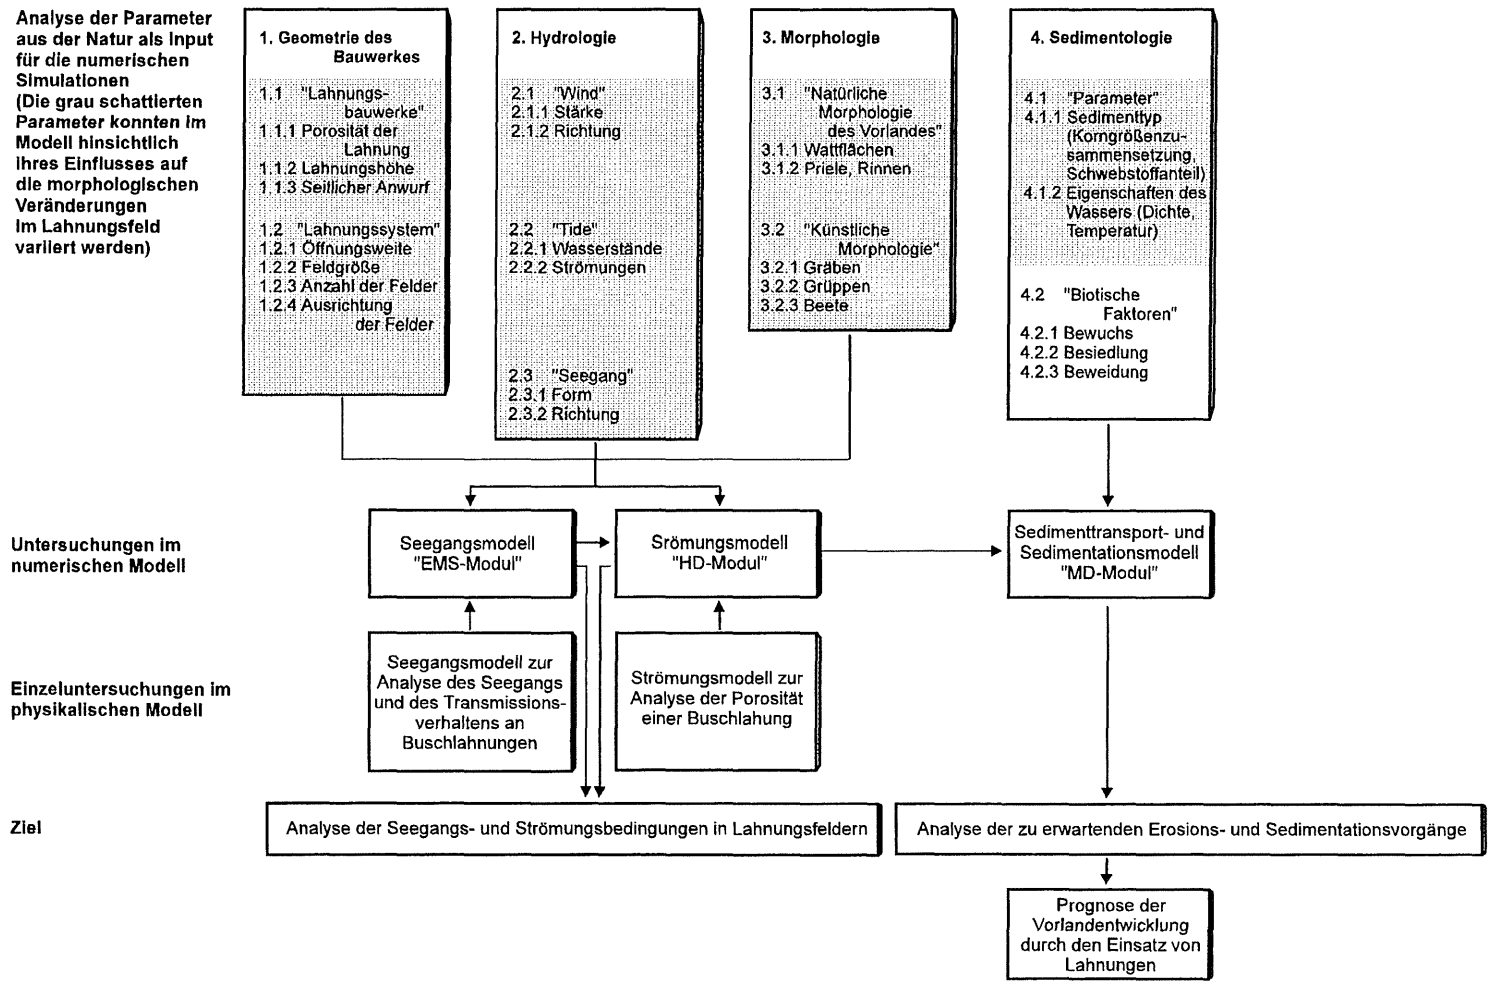 Analyse der Parameter
aus der Natur als Input
für die numerischen
Simulationen
(Die grau schattierten
Parameter konnten im
Modell hinsichtlich
ihres Einflusses auf
die morphologischen
Veränderungen
im Lahnungsfeld
variiert werden)
1. Geometrie des
Bauwerkes
1.1 "Lahnungs-
bauwerke"
1.1.1 Porosität der
Lahnung
1.1.2 Lahnungshöhe
1.1.3 Seitlicher Anwurf
1.2 "Lahnungssystem"
1.2.1 Öffnungsweite
1.2.2 Feldgröße
1.2.3 Anzahl der Felder
1.2.4 Ausrichtung
der Felder
2. Hydrologie
2.1 "Wind"
2.1.1 Stärke
2.1.2 Richtung
2.2 "Tide"
2.2.1 Wasserstände
2.2.2 Strömungen
2.3 "Seegang"
2.3.1 Form
2.3.2 Richtung
3. Morphologie
3.1 "Natürliche
Morphologie
des Vorlandes"
3.1.1 Wattflächen
3.1.2 Priele, Rinnen
3.2 "Künstliche
Morphologie"
3.2.1 Gräben
3.2.2 Grüppen
3.2.3 Beete
4. Sedimentologie
4.1 "Parameter"
4.1.1 Sedimenttyp
(Korngrößenzu-
sammensetzung,
Schwebstoffanteil)
4.1.2 Eigenschaften des
Wassers (Dichte,
Temperatur)
4.2 "Biotische
Faktoren"
4.2.1 Bewuchs
4.2.2 Besiedlung
4.2.3 Beweidung
Untersuchungen im
numerischen Modell
Seegangsmodell
"EMS-Modul"
Srömungsmodell
"HD-Modul"
Sedimenttransport- und
Sedimentationsmodell
"MD-Modul"
Einzeluntersuchungen im
physikalischen Modell
Seegangsmodell zur
Analyse des Seegangs
und des Transmissions-
verhaltens an
Buschlahnungen
Strömungsmodell zur
Analyse der Porosität
einer Buschlahung
Ziel
Analyse der Seegangs- und Strömungsbedingungen in Lahnungsfeldern
Analyse der zu erwartenden Erosions- und Sedimentationsvorgänge
Prognose der
Vorlandentwicklung
durch den Einsatz von
Lahnungen